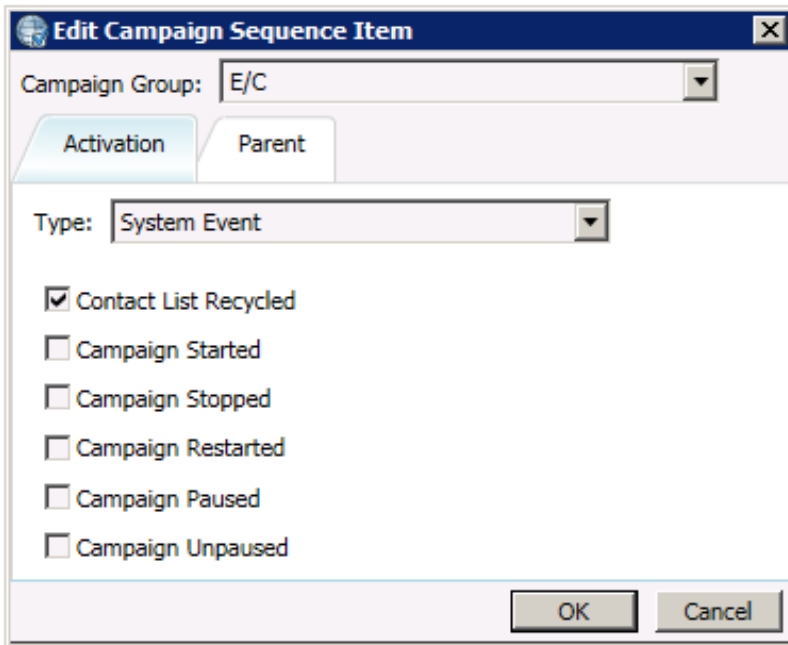 Edit Campaign Sequence Item
Campaign Group: E/C
Activation Parent
Type: System Event
Contact List Recycled
Campaign Started
Campaign Stopped
Campaign Restarted
Campaign Paused
Campaign Unpaused
OK Cancel